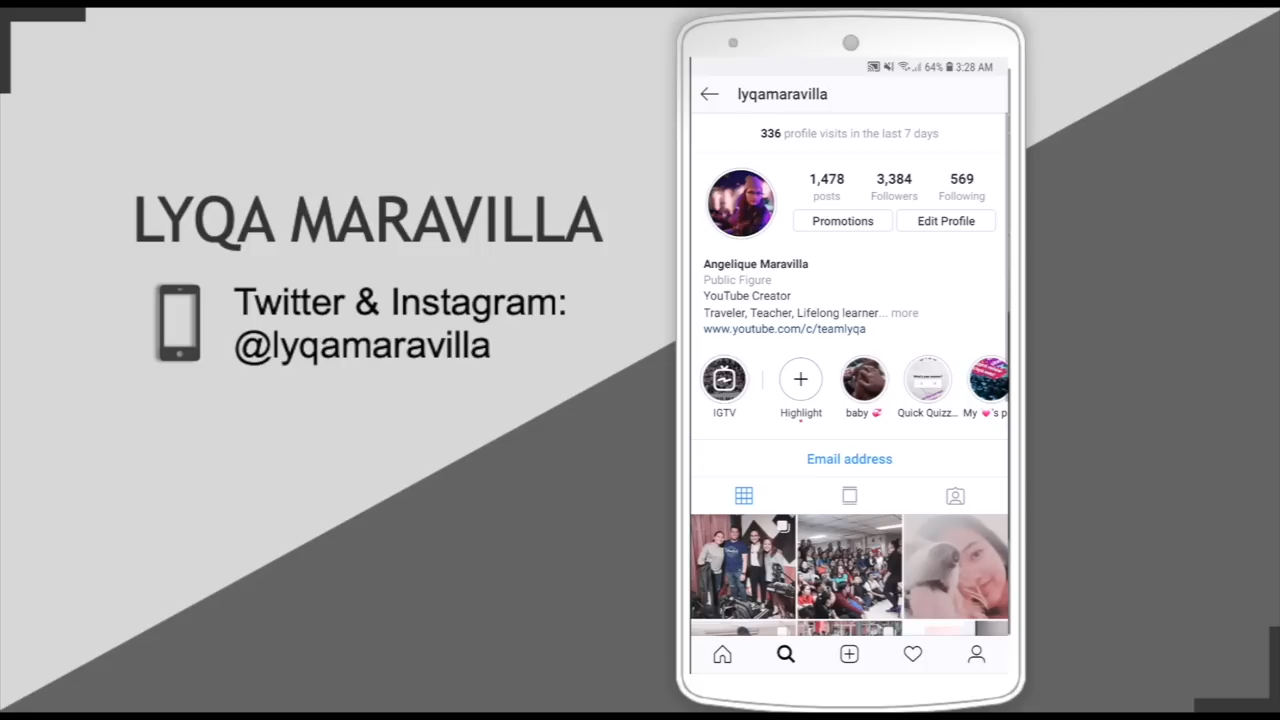 LYQA MARAVILLA
Twitter & Instagram:
@lyqamaravilla
64% 3:28 AM
lyqamaravilla
336 profile visits in the last 7 days
1,478 3,384 569
posts Followers Following
Promotions Edit Profile
Angelique Maravilla
Public Figure
YouTube Creator
Traveler, Teacher, Lifelong learner... more
www.youtube.com/c/teamlyqa
IGTV Highlight baby 💞 Quick Quizz... My 💗's p
Email address